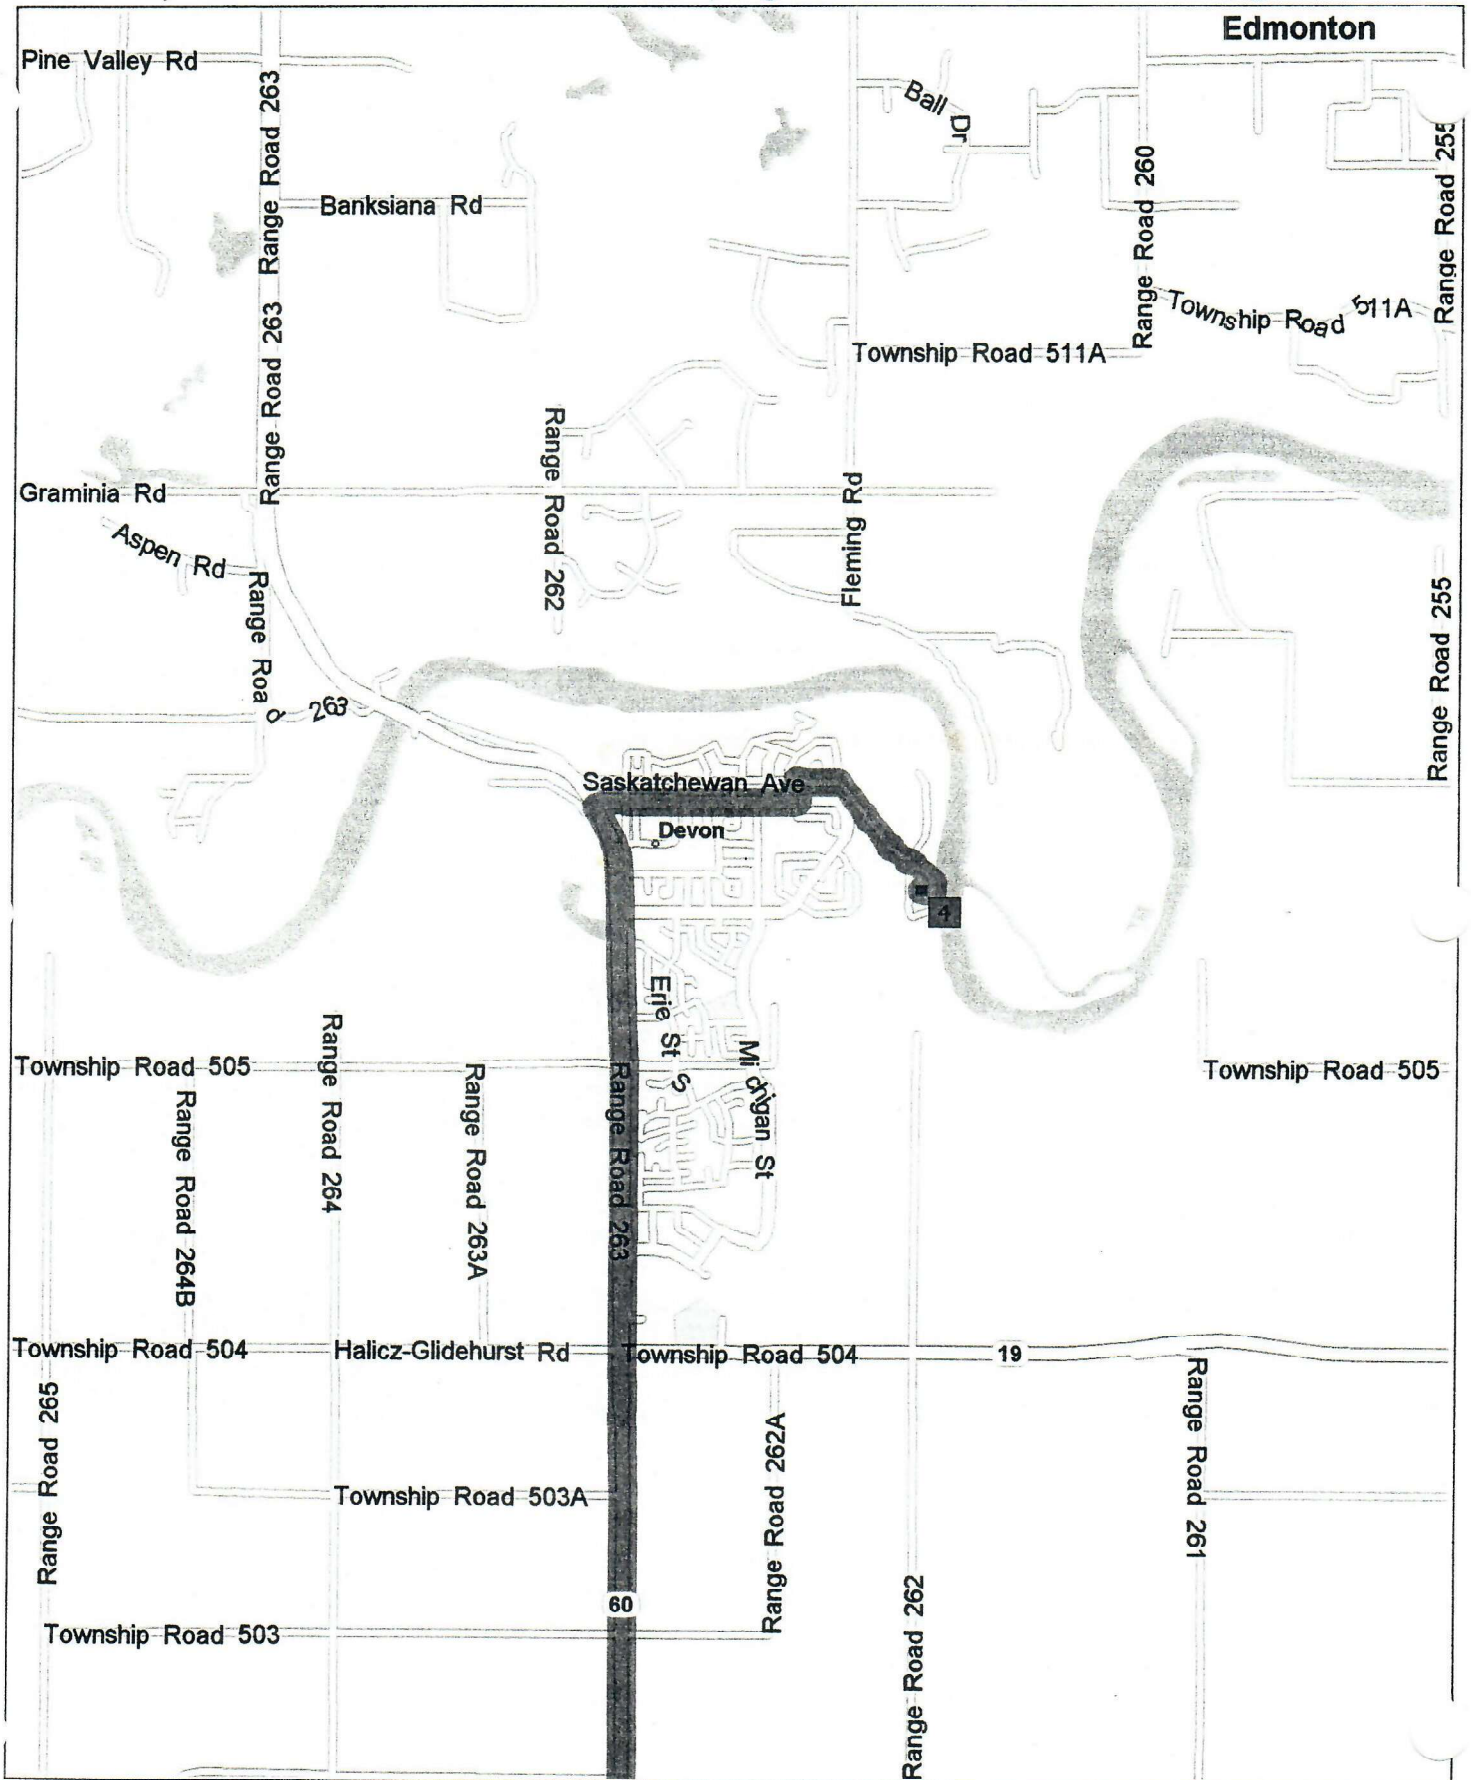 Edmonton
Pine Valley Rd
Range Road 263
Ball Dr
Range Road 260
Range Road 255
Banksiana Rd
Range Road 263
Township Road 511A
Range Road 263
Township Road 511A
Range Road 262
Graminia Rd
Fleming Rd
Aspen Rd
Range Road 263
Range Road 255
Saskatchewan Ave
Devon
4
Erie St S
Michigan St
Township Road 505
Range Road 264
Range Road 263A
Range Road 263
Township Road 505
Range Road 264B
Township Road 504
Halicz-Glidehurst Rd
Township Road 504
19
Range Road 265
Range Road 262A
Range Road 261
Township Road 503A
60
Range Road 262
Township Road 503